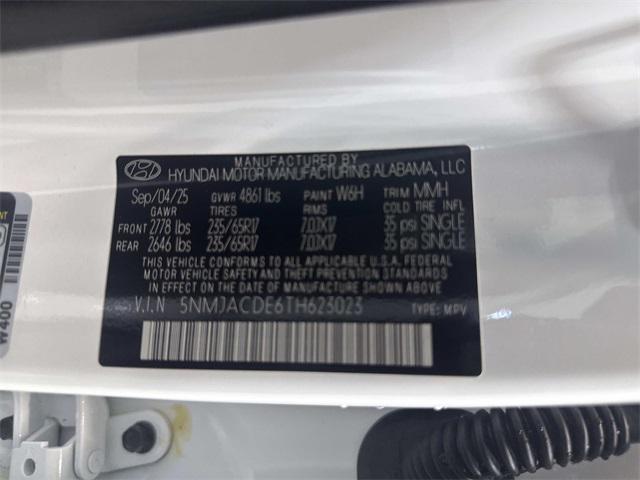 MANUFACTURED BY
HYUNDAI MOTOR MANUFACTURING ALABAMA, LLC
Sep/04/25 GVWR 4861 lbs PAINT W6H TRIM MMH
GAWR TIRES RIMS COLD TIRE INFL
FRONT 2778 lbs 235/65R17 7.0JX17 35 psi SINGLE
REAR 2646 lbs 235/65R17 7.0JX17 35 psi SINGLE
THIS VEHICLE CONFORMS TO ALL APPLICABLE U.S.A. FEDERAL
MOTOR VEHICLE SAFETY, BUMPER, AND THEFT PREVENTION STANDARDS
IN EFFECT ON THE DATE OF MANUFACTURE SHOWN ABOVE.
V.I.N 5NMJACDE6TH623023 TYPE: MPV
W400